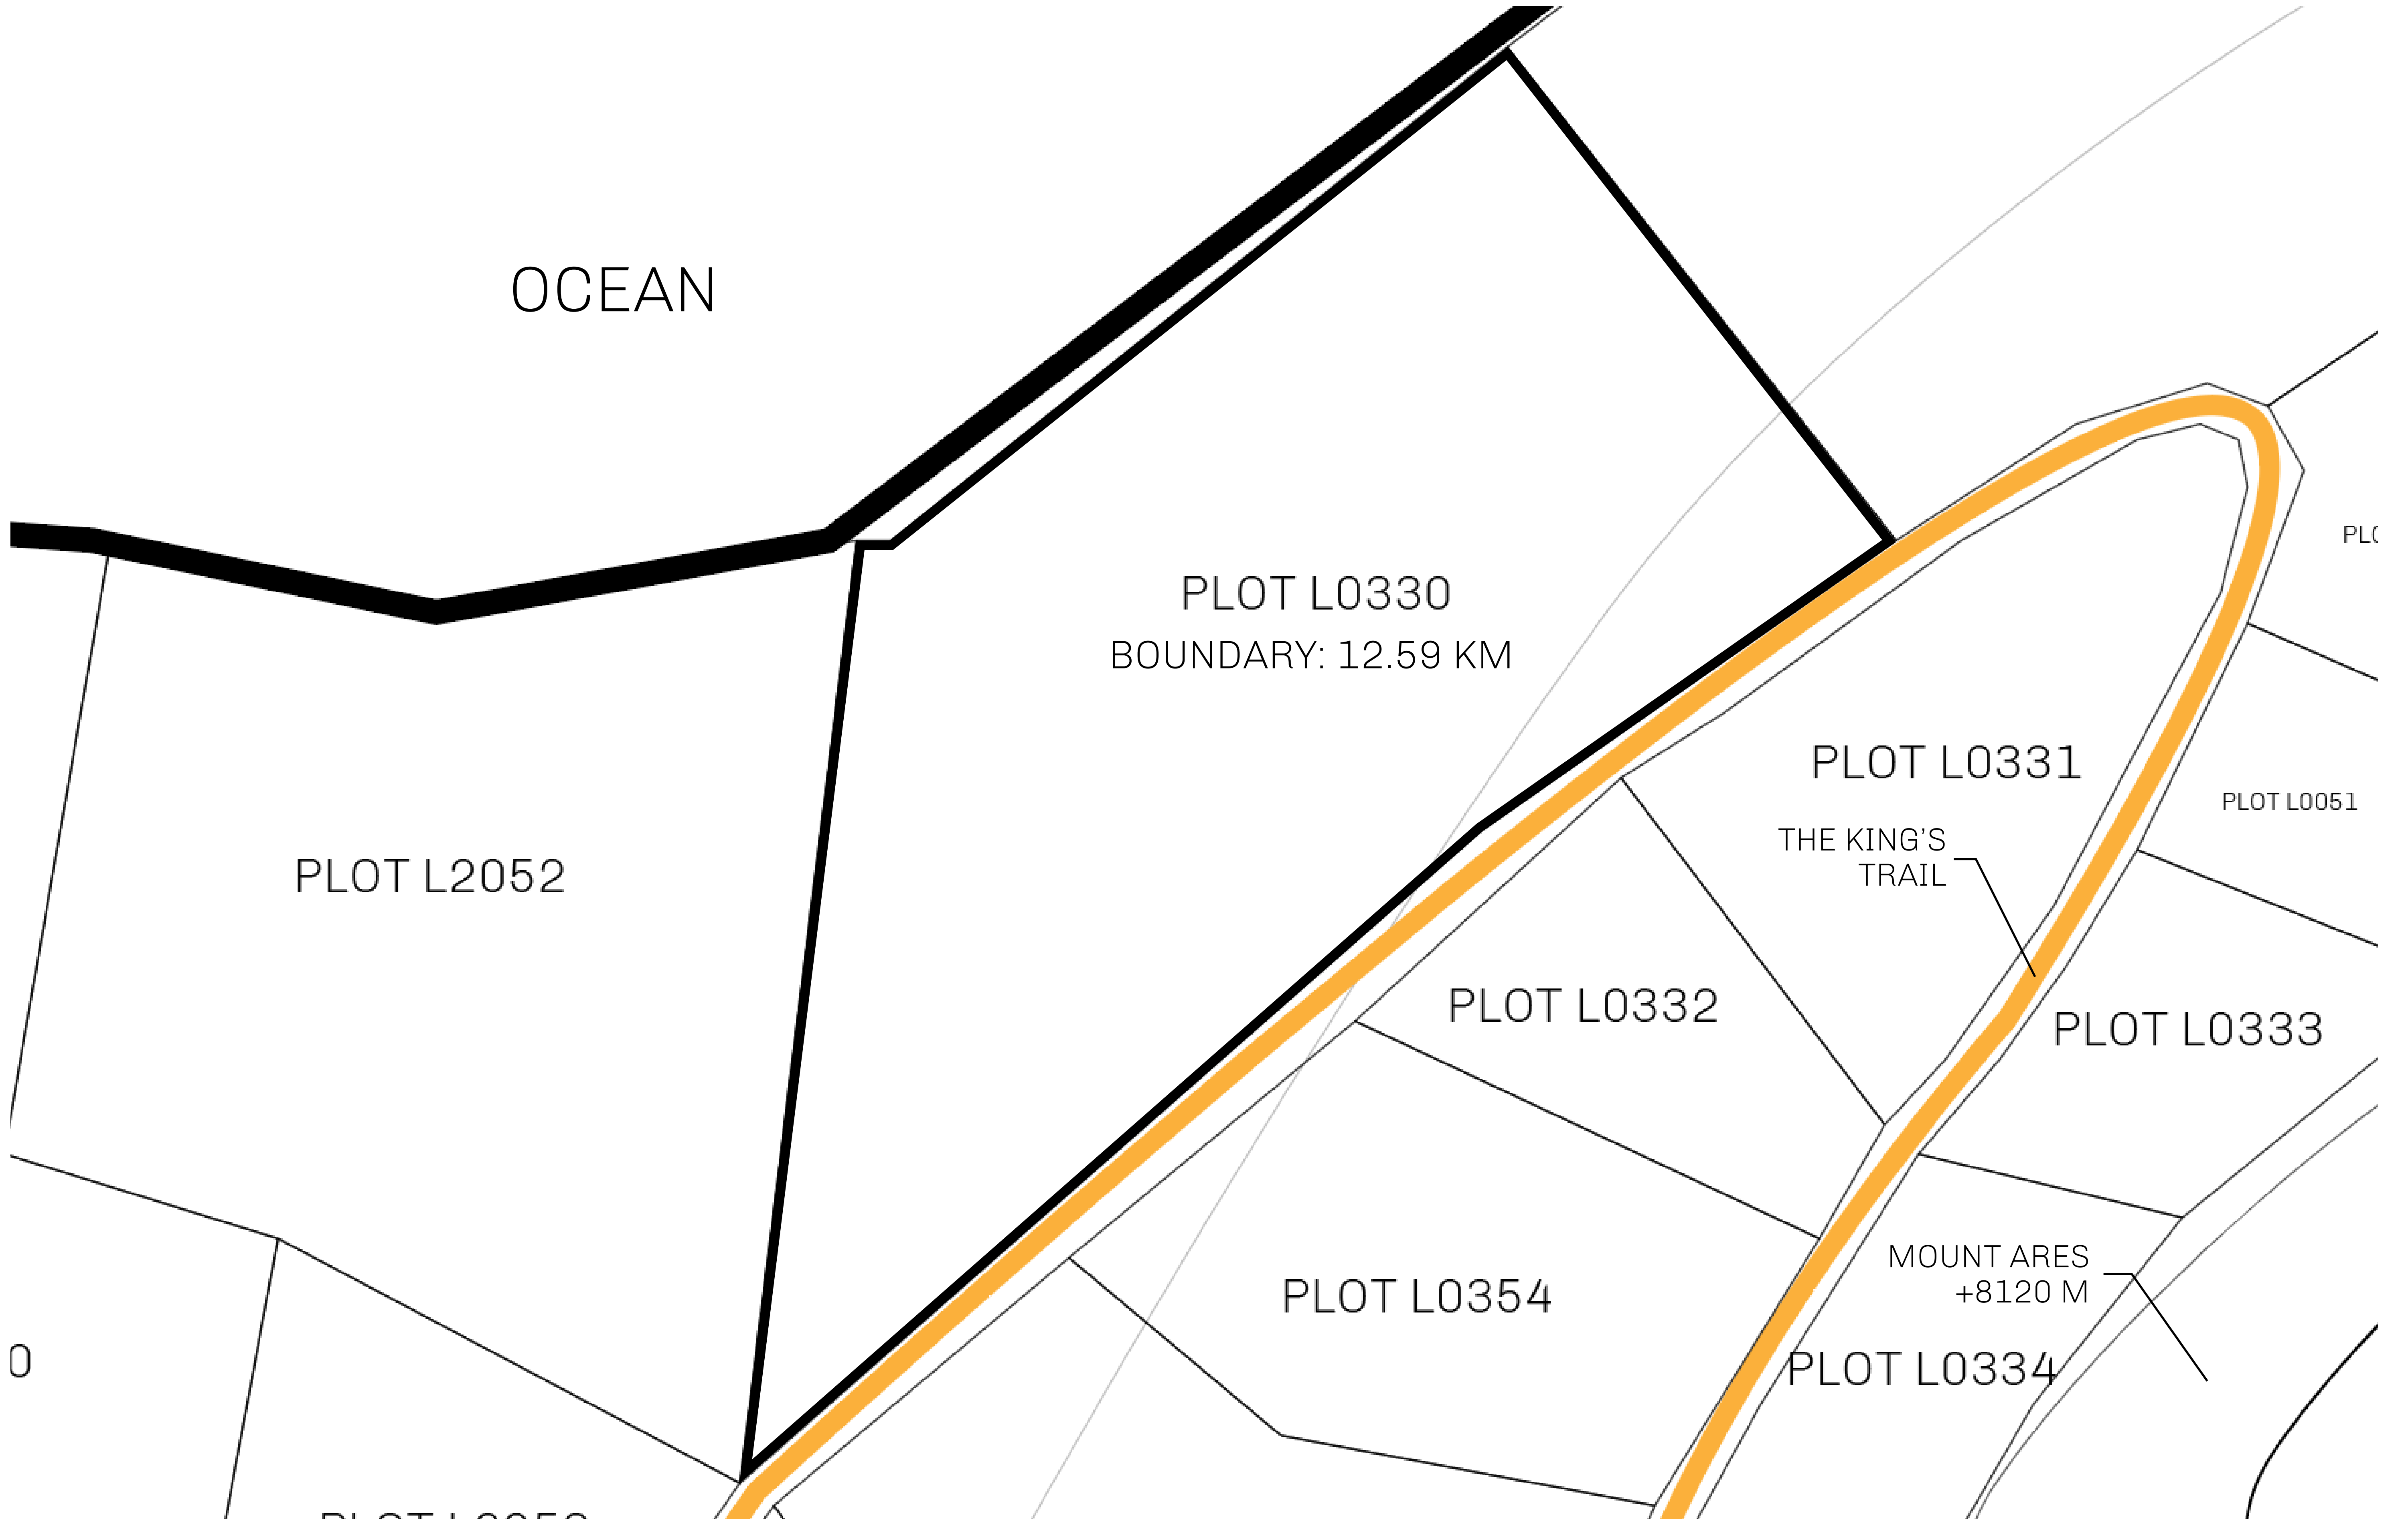 OCEAN
PLOT L0330
BOUNDARY: 12.59 KM
PLOT L0331
PLOT L0051
THE KING'S
TRAIL
PLOT L2052
PLOT L0332
PLOT L0333
MOUNT ARES
+8120 M
PLOT L0354
PLOT L0334